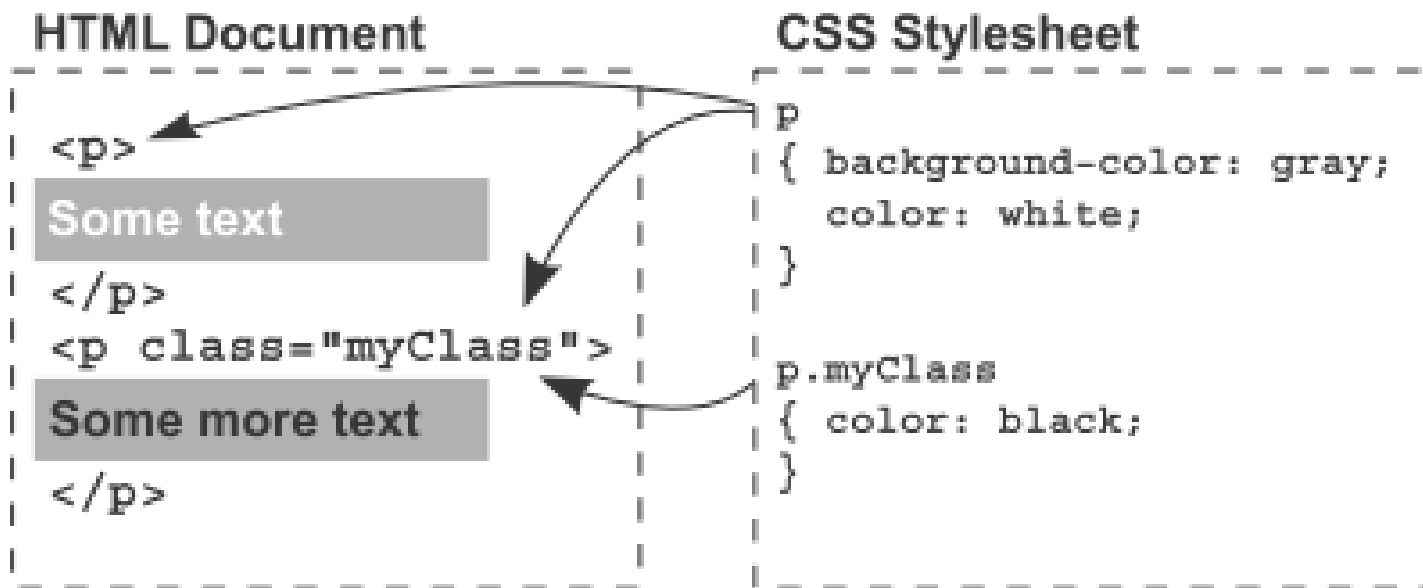 HTML Document
<p>
Some text
</p>
<p class="myClass">
Some more text
</p>
CSS Stylesheet
p
{ background-color: gray;
color: white;
}
p.myClass
{ color: black;
}